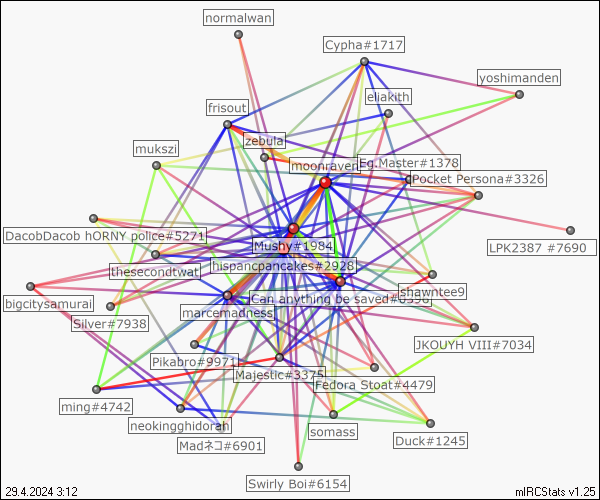 normalwan
Cypha#1717
yoshimanden
eliakith
frisout
zebula
mukszi
moonraven
Eg.Master#1378
Pocket Persona#3326
DacobDacob hORNY police#5271
Mushy#1984
LPK2387 #7690
thesecondtwat
hispancpancakes#2928
shawntee9
Can anything be saved#
bigcitysamurai
marcemadness
Silver#7938
JKOUYH VIII#7034
Pikabro#9971
Majestic#3375
Fedora Stoat#4479
ming#4742
neokingghidorah
somass
Duck#1245
Madネコ#6901
Swirly Boi#6154
29.4.2024 3:12
mIRCStats v1.25